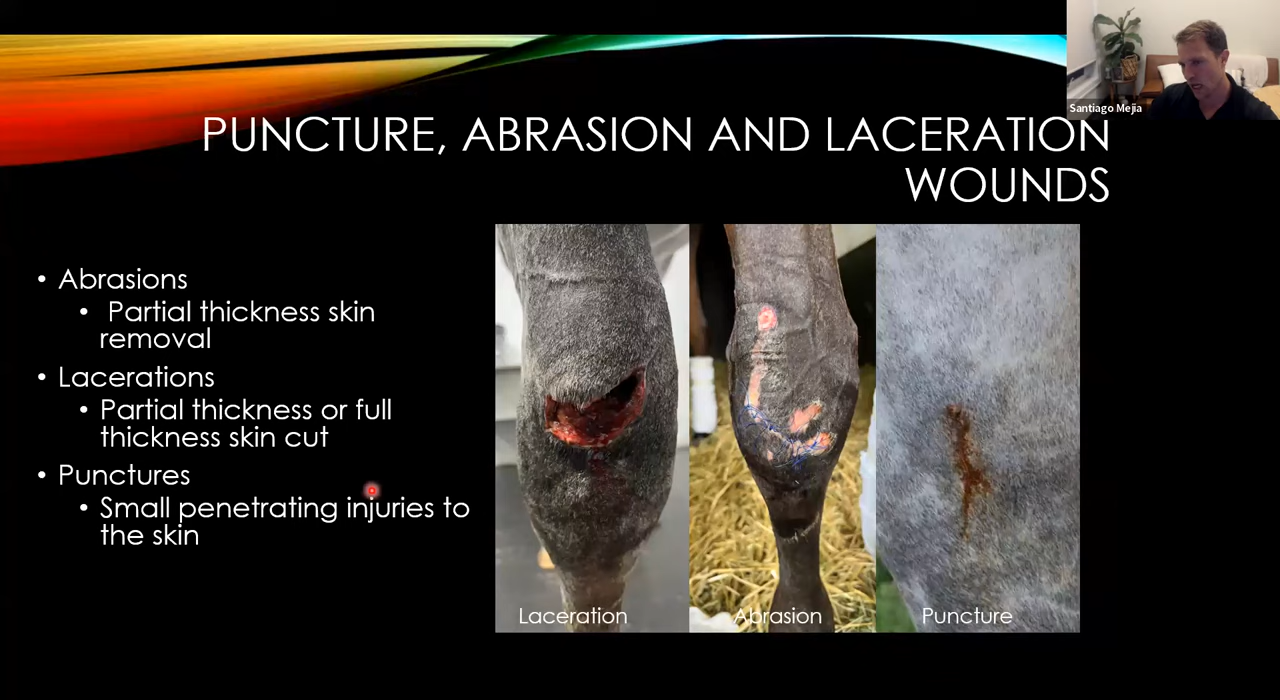 Santiago Mejia
PUNCTURE, ABRASION AND LACERATION
WOUNDS
• Abrasions
• Partial thickness skin
removal
• Lacerations
• Partial thickness or full
thickness skin cut
• Punctures
• Small penetrating injuries to
the skin
Laceration
Abrasion
Puncture